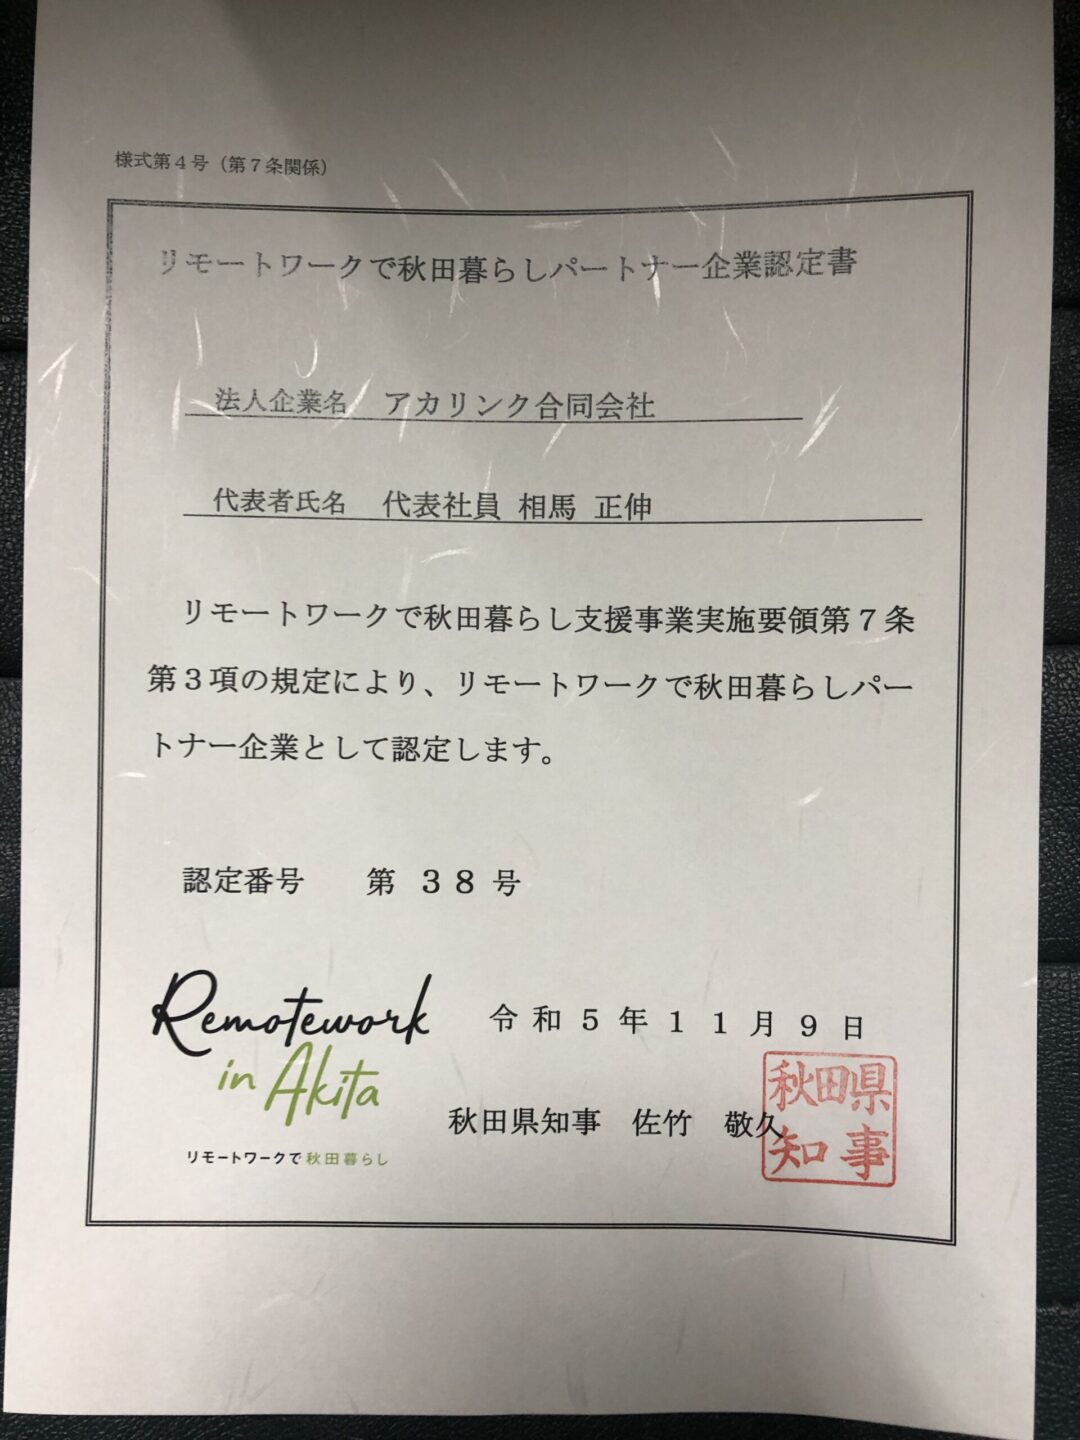 様式第４号（第７条関係）
リモートワークで秋田暮らしパートナー企業認定書
法人企業名　アカリンク合同会社
代表者氏名　代表社員 相馬 正伸
リモートワークで秋田暮らし支援事業実施要領第７条
第３項の規定により、リモートワークで秋田暮らしパー
トナー企業として認定します。
認定番号　　第 ３８ 号
Remotework
in Akita
リモートワークで秋田暮らし
令和５年１１月９日
秋田県知事　佐竹　敬久
秋田県
知事